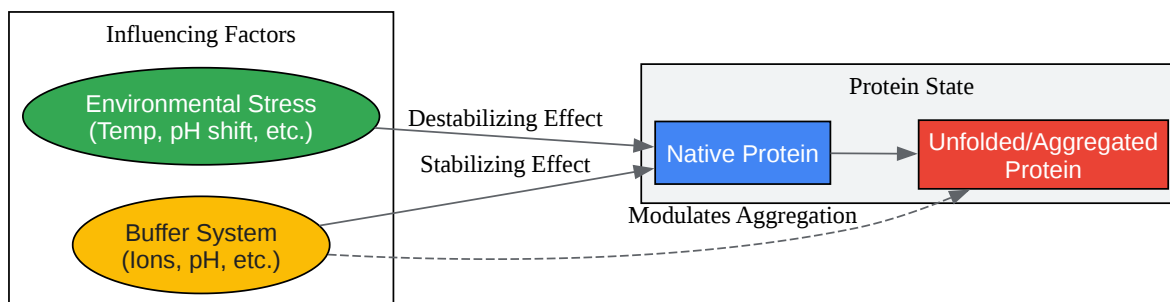 Influencing Factors
Environmental Stress
(Temp, pH shift, etc.)
Buffer System
(Ions, pH, etc.)
Destabilizing Effect
Stabilizing Effect
Modulates Aggregation
Protein State
Native Protein
Unfolded/Aggregated
Protein